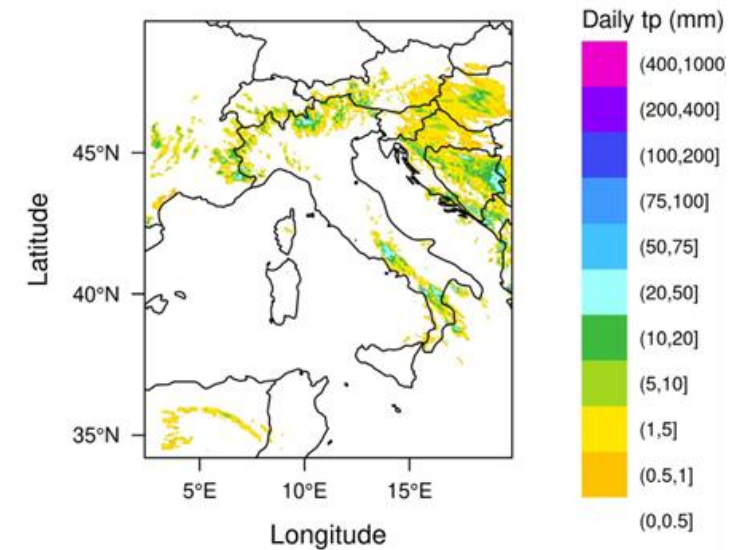 Daily tp (mm)
(400,1000
(200,400]
(100,200]
(75,100]
(50,75]
(20,50]
(10,20]
(5,10]
(1,5]
(0.5,1]
(0,0.5]
Latitude
45°N
40°N
35°N
5°E 10°E 15°E
Longitude